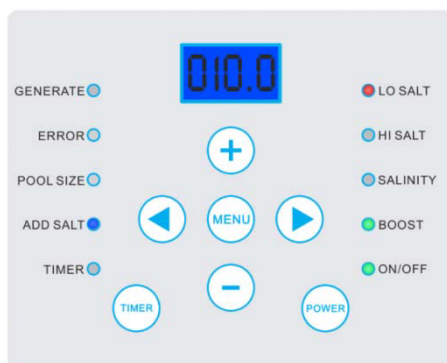 010.0
GENERATE
LO SALT
ERROR
HI SALT
+
POOL SIZE
SALINITY
ADD SALT
MENU
BOOST
TIMER
ON/OFF
−
TIMER
POWER